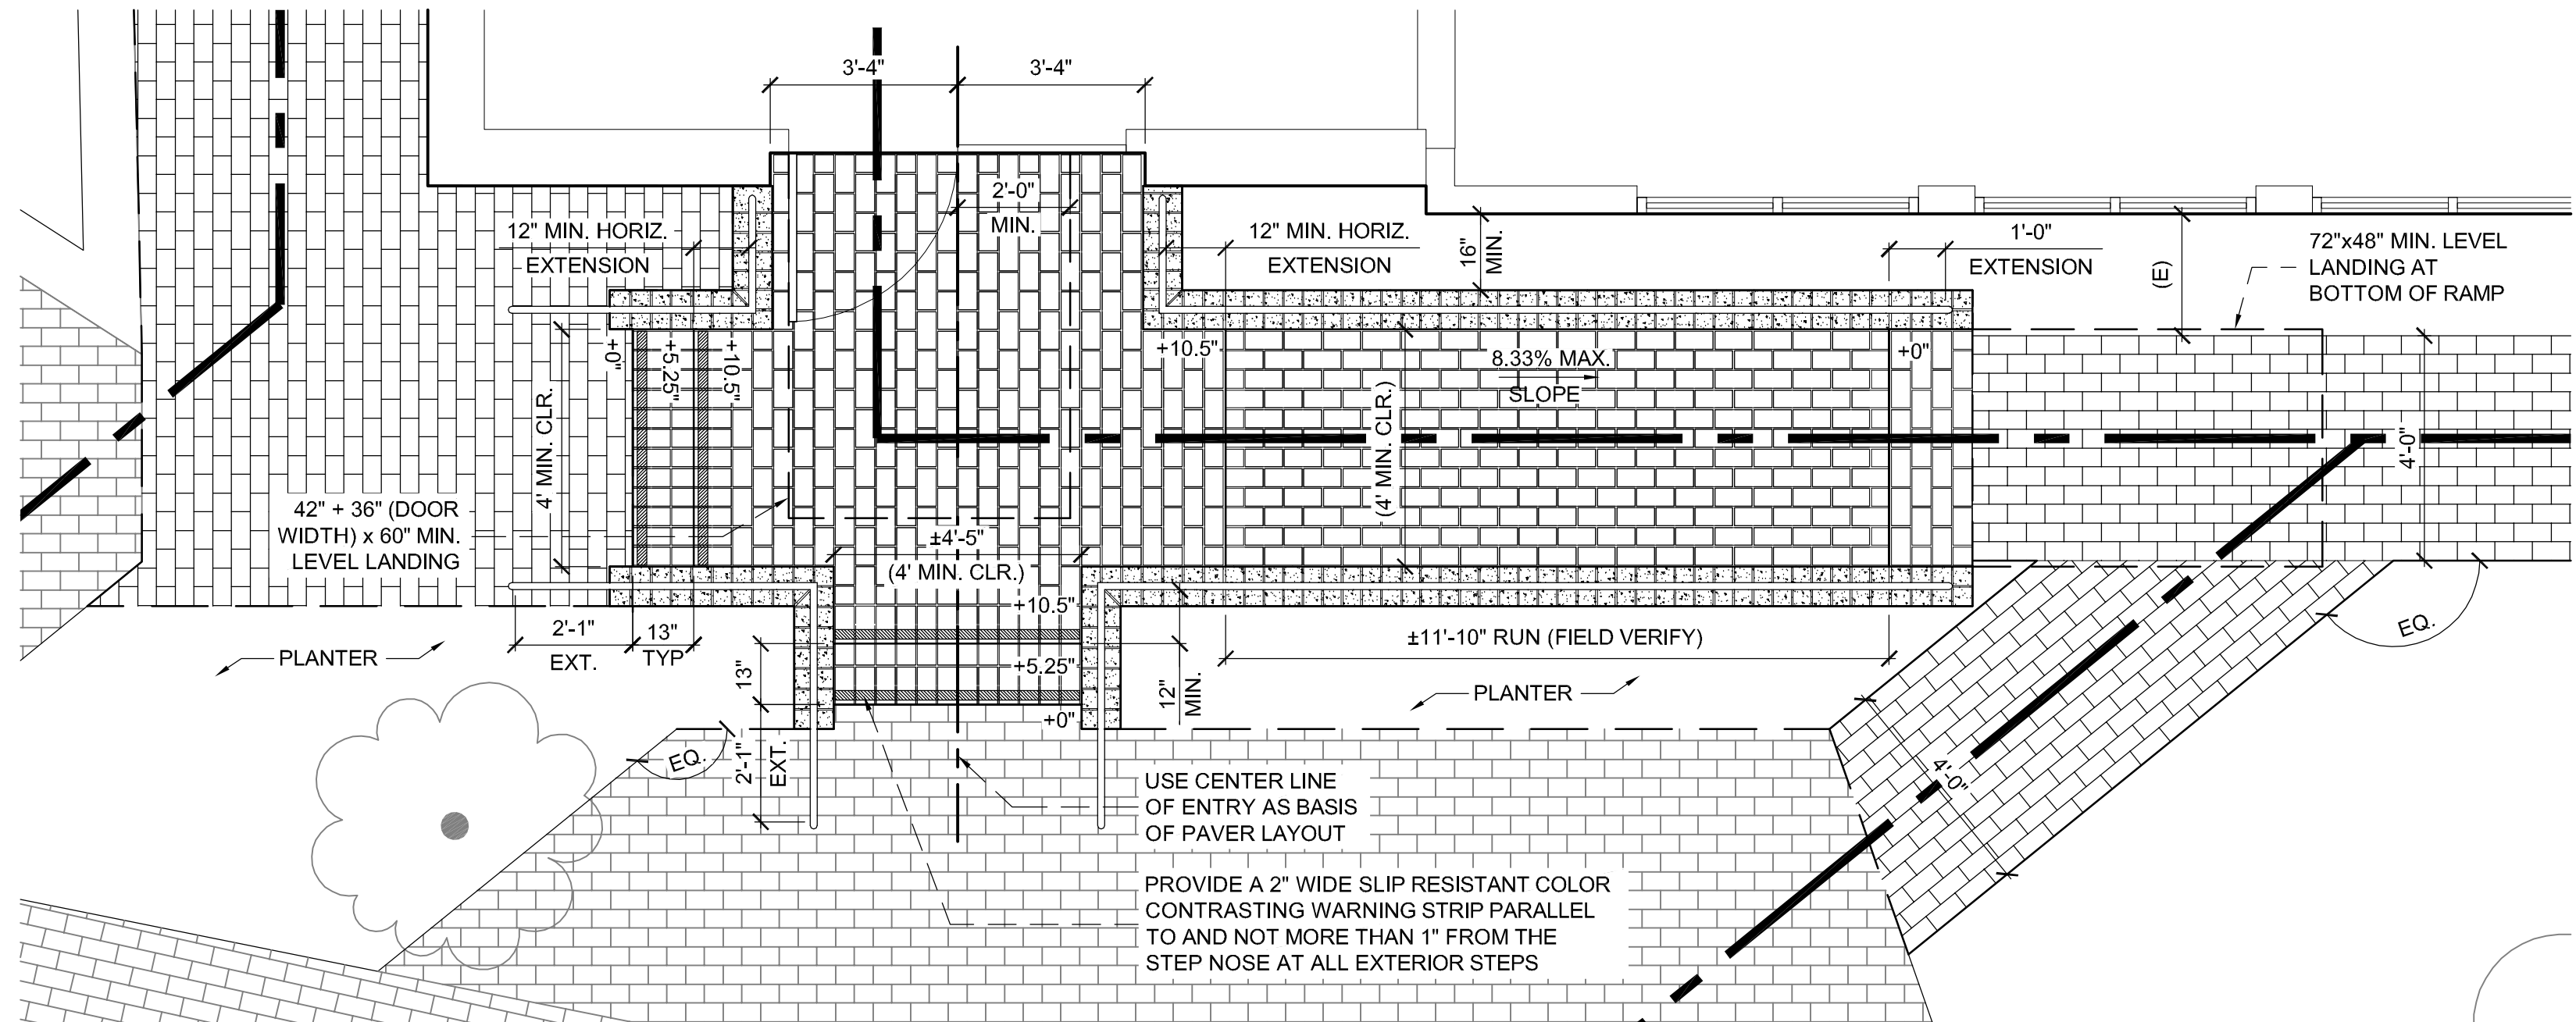 3'-4"
3'-4"
2'-0"
MIN.
12" MIN. HORIZ.
EXTENSION
12" MIN. HORIZ.
EXTENSION
16"
MIN.
1'-0"
EXTENSION
(E)
72"x48" MIN. LEVEL
LANDING AT
BOTTOM OF RAMP
+0"
+5.25"
+10.5"
4' MIN. CLR.
+10.5"
8.33% MAX.
SLOPE
(4' MIN. CLR.)
+0"
4'-0"
42" + 36" (DOOR
WIDTH) x 60" MIN.
LEVEL LANDING
±4'-5"
(4' MIN. CLR.)
+10.5"
+5.25"
+0"
2'-1"
EXT.
13"
TYP
PLANTER
13"
2'-1"
EXT.
12"
MIN.
±11'-10" RUN (FIELD VERIFY)
PLANTER
EQ.
EQ.
4'-0"
USE CENTER LINE
OF ENTRY AS BASIS
OF PAVER LAYOUT
PROVIDE A 2" WIDE SLIP RESISTANT COLOR
CONTRASTING WARNING STRIP PARALLEL
TO AND NOT MORE THAN 1" FROM THE
STEP NOSE AT ALL EXTERIOR STEPS